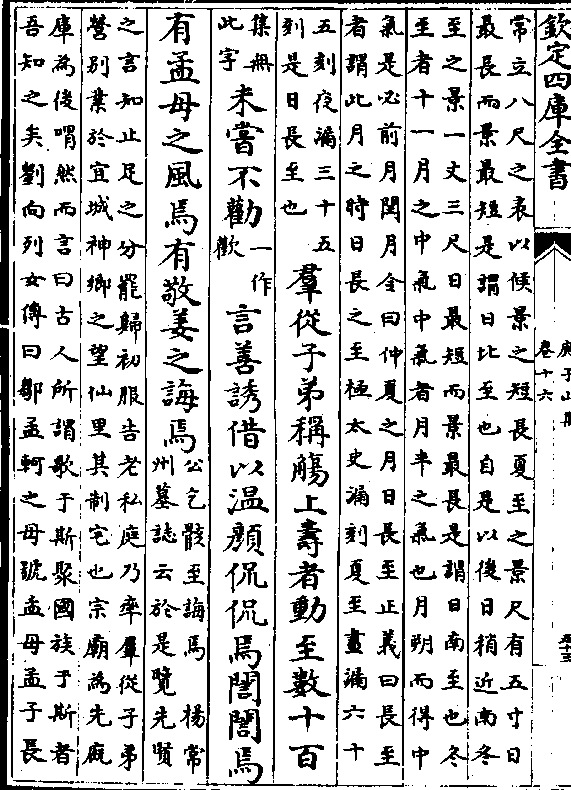 欽定四庫全書
庚子山集
卷十六
常立八尺之表以候景之短長夏至之景尺有五寸日
最長而景最短是謂日北至也自是以後日稍近南冬
至之景一丈三尺日最短而景最長是謂日南至也冬
至者十一月之中氣中氣者月半之氣也月朔而得中
氣是必前月閏月令曰仲夏之月日長至正義曰長至
者謂此月之時日長之至極太史漏刻夏至晝漏六十
五刻夜漏三十五
刻是日長至也
羣從子弟稱觴上壽者動至數十百
集冊
此字
未嘗不勸
一作
歡
言善誘借以温顔侃侃焉誾誾焉
有孟母之風焉有敬姜之誨焉
公乞骸至誨焉 楊常
州墓誌云於是覽先賢
之言知止足之分罷歸初服告老私庭乃率羣從子弟
營別業於宜城神鄉之望仙里其制宅也宗廟為先廐
庫為後喟然而言曰古人所謂歌于斯聚國族于斯者
吾知之矣劉向列女傳曰鄒孟軻之母號孟母孟子長